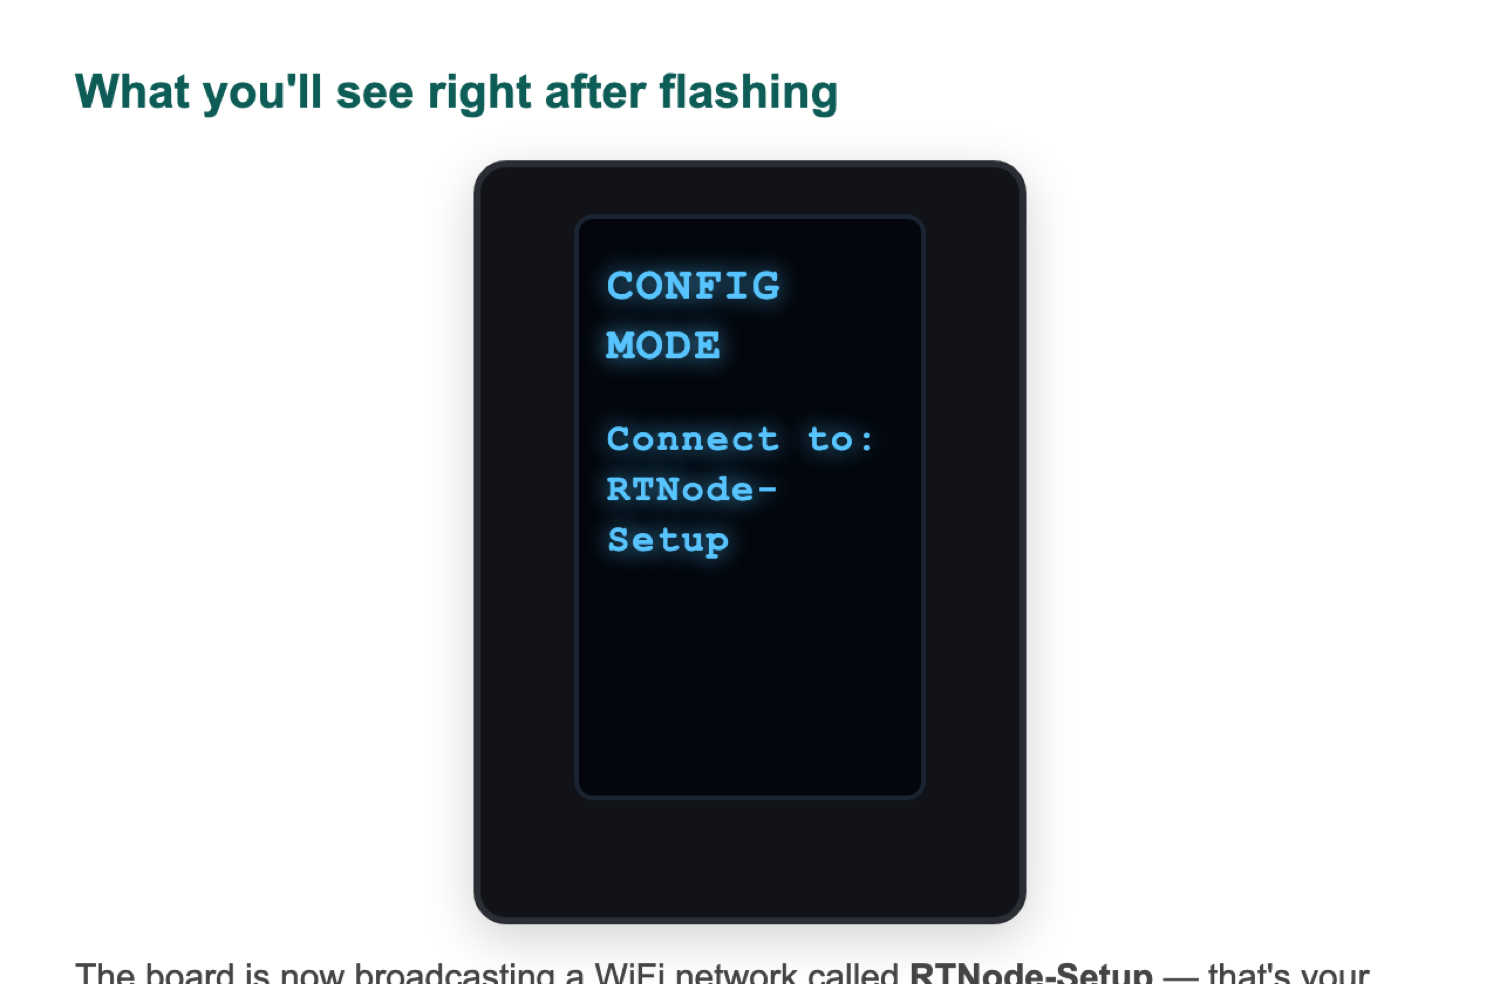 What you'll see right after flashing
CONFIG
MODE
Connect to:
RTNode-
Setup
The board is now broadcasting a WiFi network called RTNode-Setup — that's your